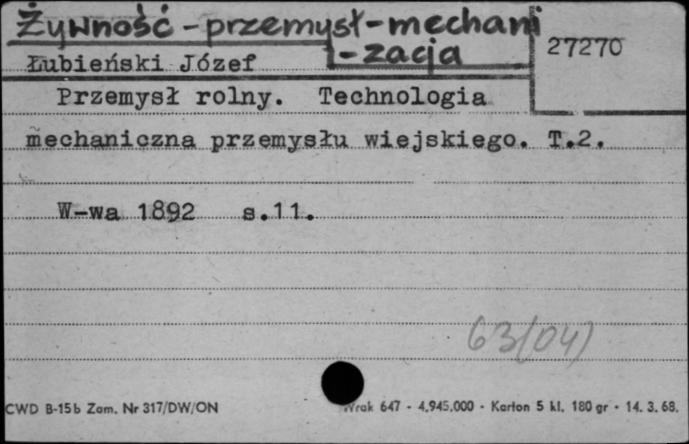 Żywność-przemysł-mechani
-zacja
27270
Łubieński Józef
Przemysł rolny. Technologia
mechaniczna przemysłu wiejskiego. T.2.
W-wa 1892 s.11.
63(04)
CWD B-15b Zam. Nr 317/DW/ON
647 - 4.945.000 - Karton 5 kl. 180 gr - 14. 3. 68.